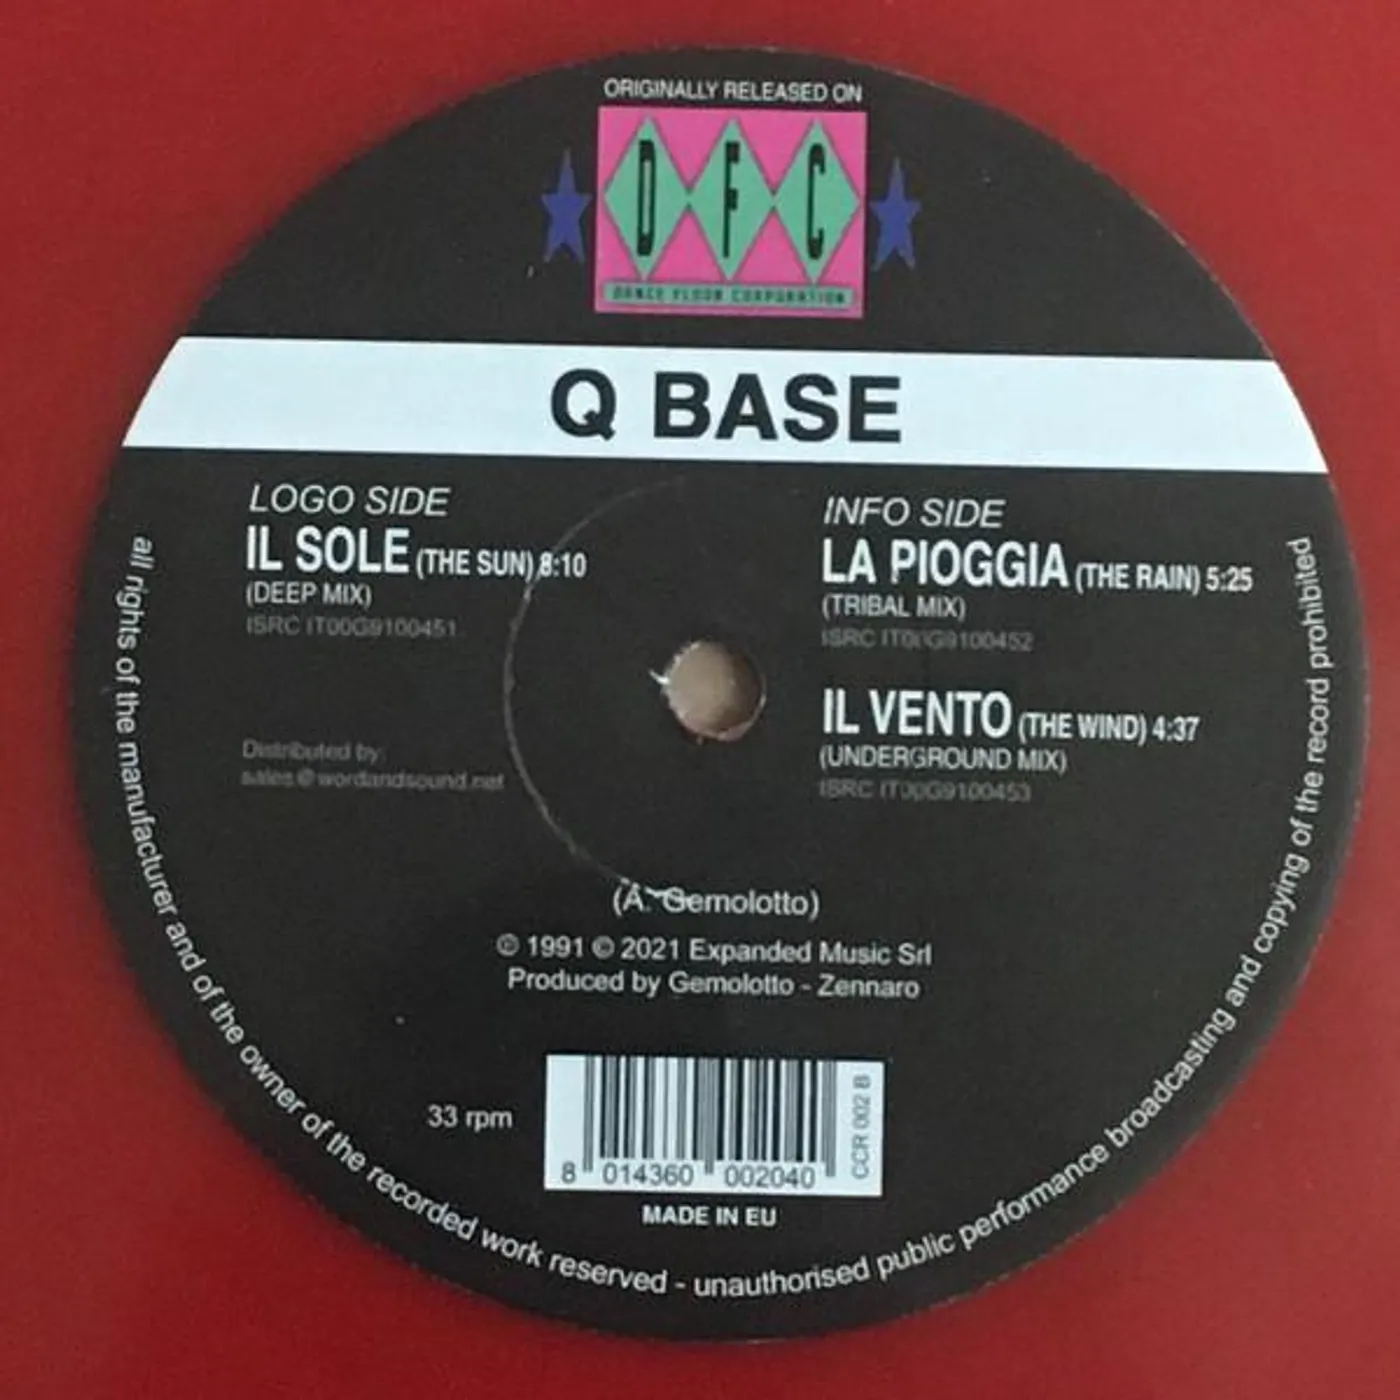 ORIGINALLY RELEASED ON
D F C
DANCE FLOOR CORPORATION
Q BASE
LOGO SIDE
IL SOLE (THE SUN) 8:10
(DEEP MIX)
ISRC IT00G9100451
Distributed by:
sales@wordandsound.net
INFO SIDE
LA PIOGGIA (THE RAIN) 5:25
(TRIBAL MIX)
ISRC IT00G9100452
IL VENTO (THE WIND) 4:37
(UNDERGROUND MIX)
ISRC IT00G9100453
(A. Gemolotto)
© 1991 © 2021 Expanded Music Srl
Produced by Gemolotto - Zennaro
33 rpm
8 014360 002040
CCR 002 B
MADE IN EU
all rights of the manufacturer and of the owner of the recorded work reserved - unauthorised public performance broadcasting and copying of the record prohibited